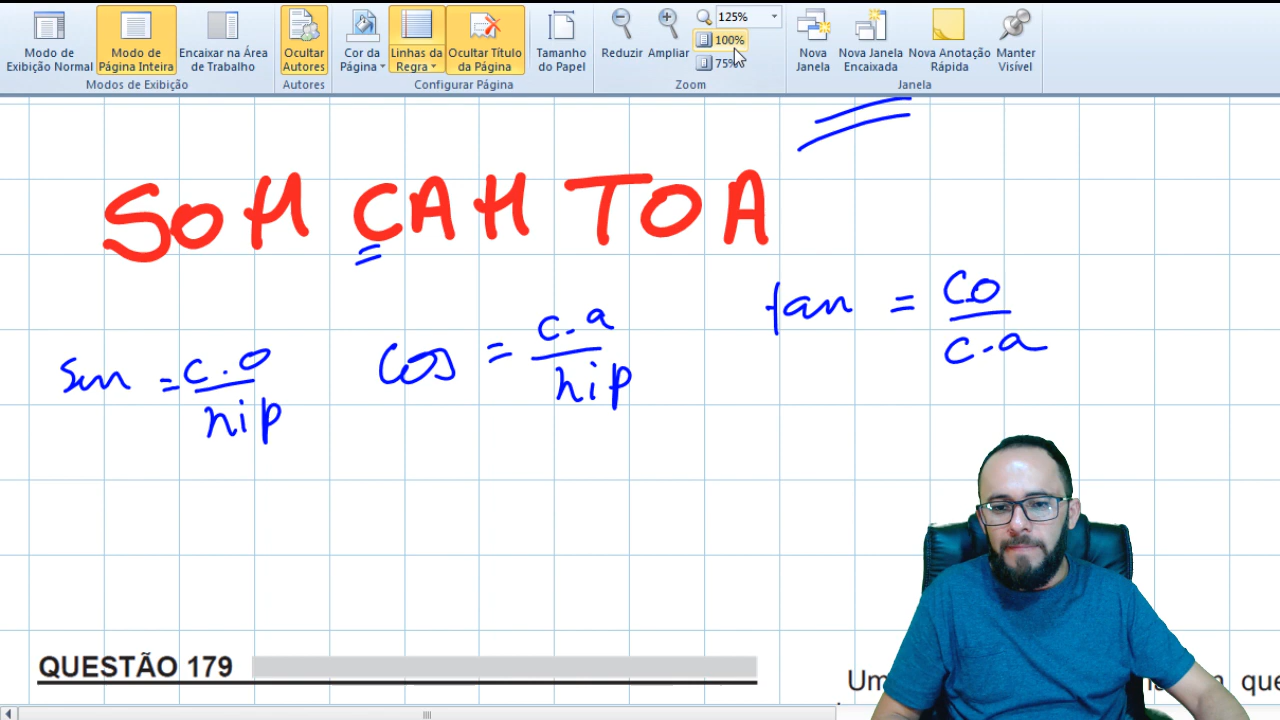 Modo de Exibição Normal
Modo de Página Inteira
Encaixar na Área de Trabalho
Modos de Exibição
Ocultar Autores
Autores
Cor da Página
Linhas da Regra
Ocultar Título da Página
Tamanho do Papel
Configurar Página
Reduzir
Ampliar
125%
100%
75%
Zoom
Nova Janela
Nova Janela Encaixada
Nova Anotação Rápida
Manter Visível
Janela
SOH CAH TOA
sen = c.o / hip
cos = c.a / hip
tan = co / c.a
QUESTÃO 179
Um
que